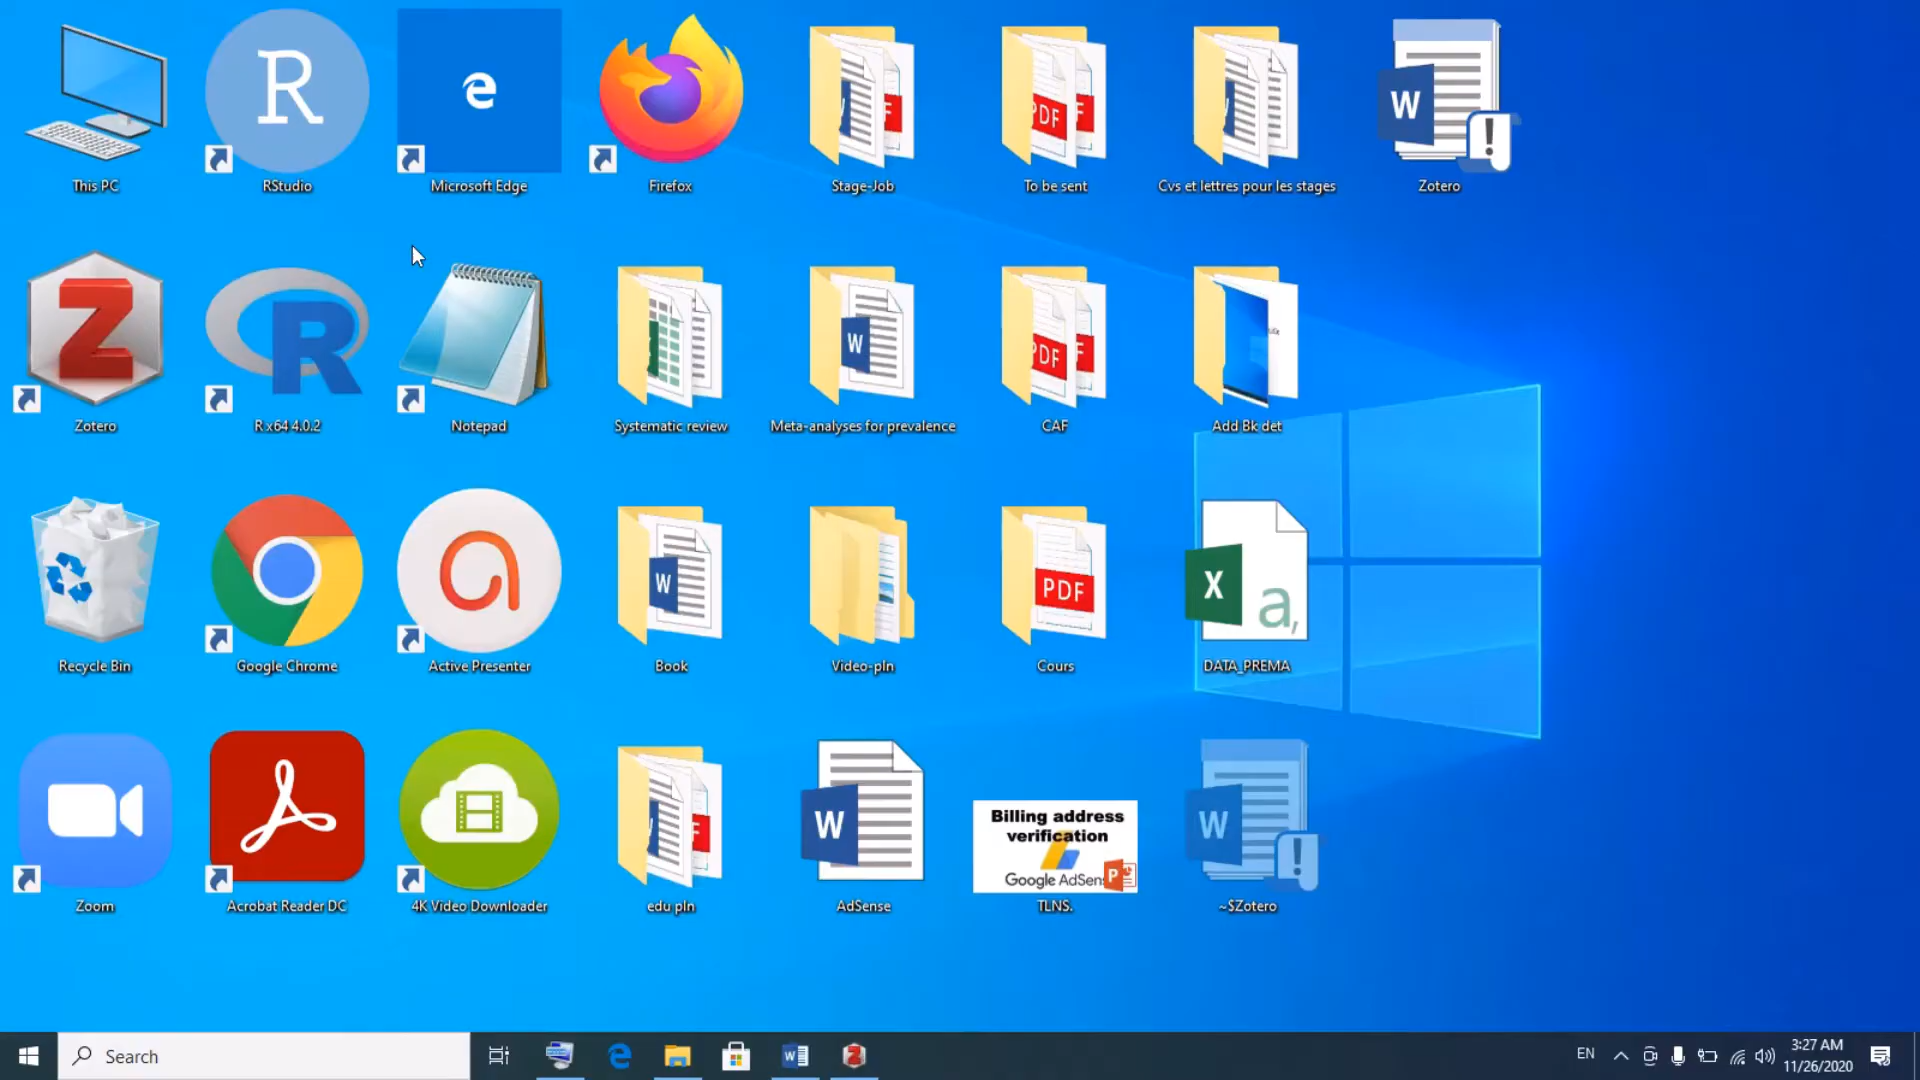 This PC
RStudio
Microsoft Edge
Firefox
Stage-Job
To be sent
Cvs et lettres pour les stages
Zotero
Zotero
R x64 4.0.2
Notepad
Systematic review
Meta-analyses for prevalence
CAF
Add Bk det
Recycle Bin
Google Chrome
Active Presenter
Book
Video-pln
Cours
DATA_PREMA
Zoom
Acrobat Reader DC
4K Video Downloader
edu pln
AdSense
Billing address
verification
Google AdSens
TLNS.
~$Zotero
Search
EN
3:27 AM
11/26/2020